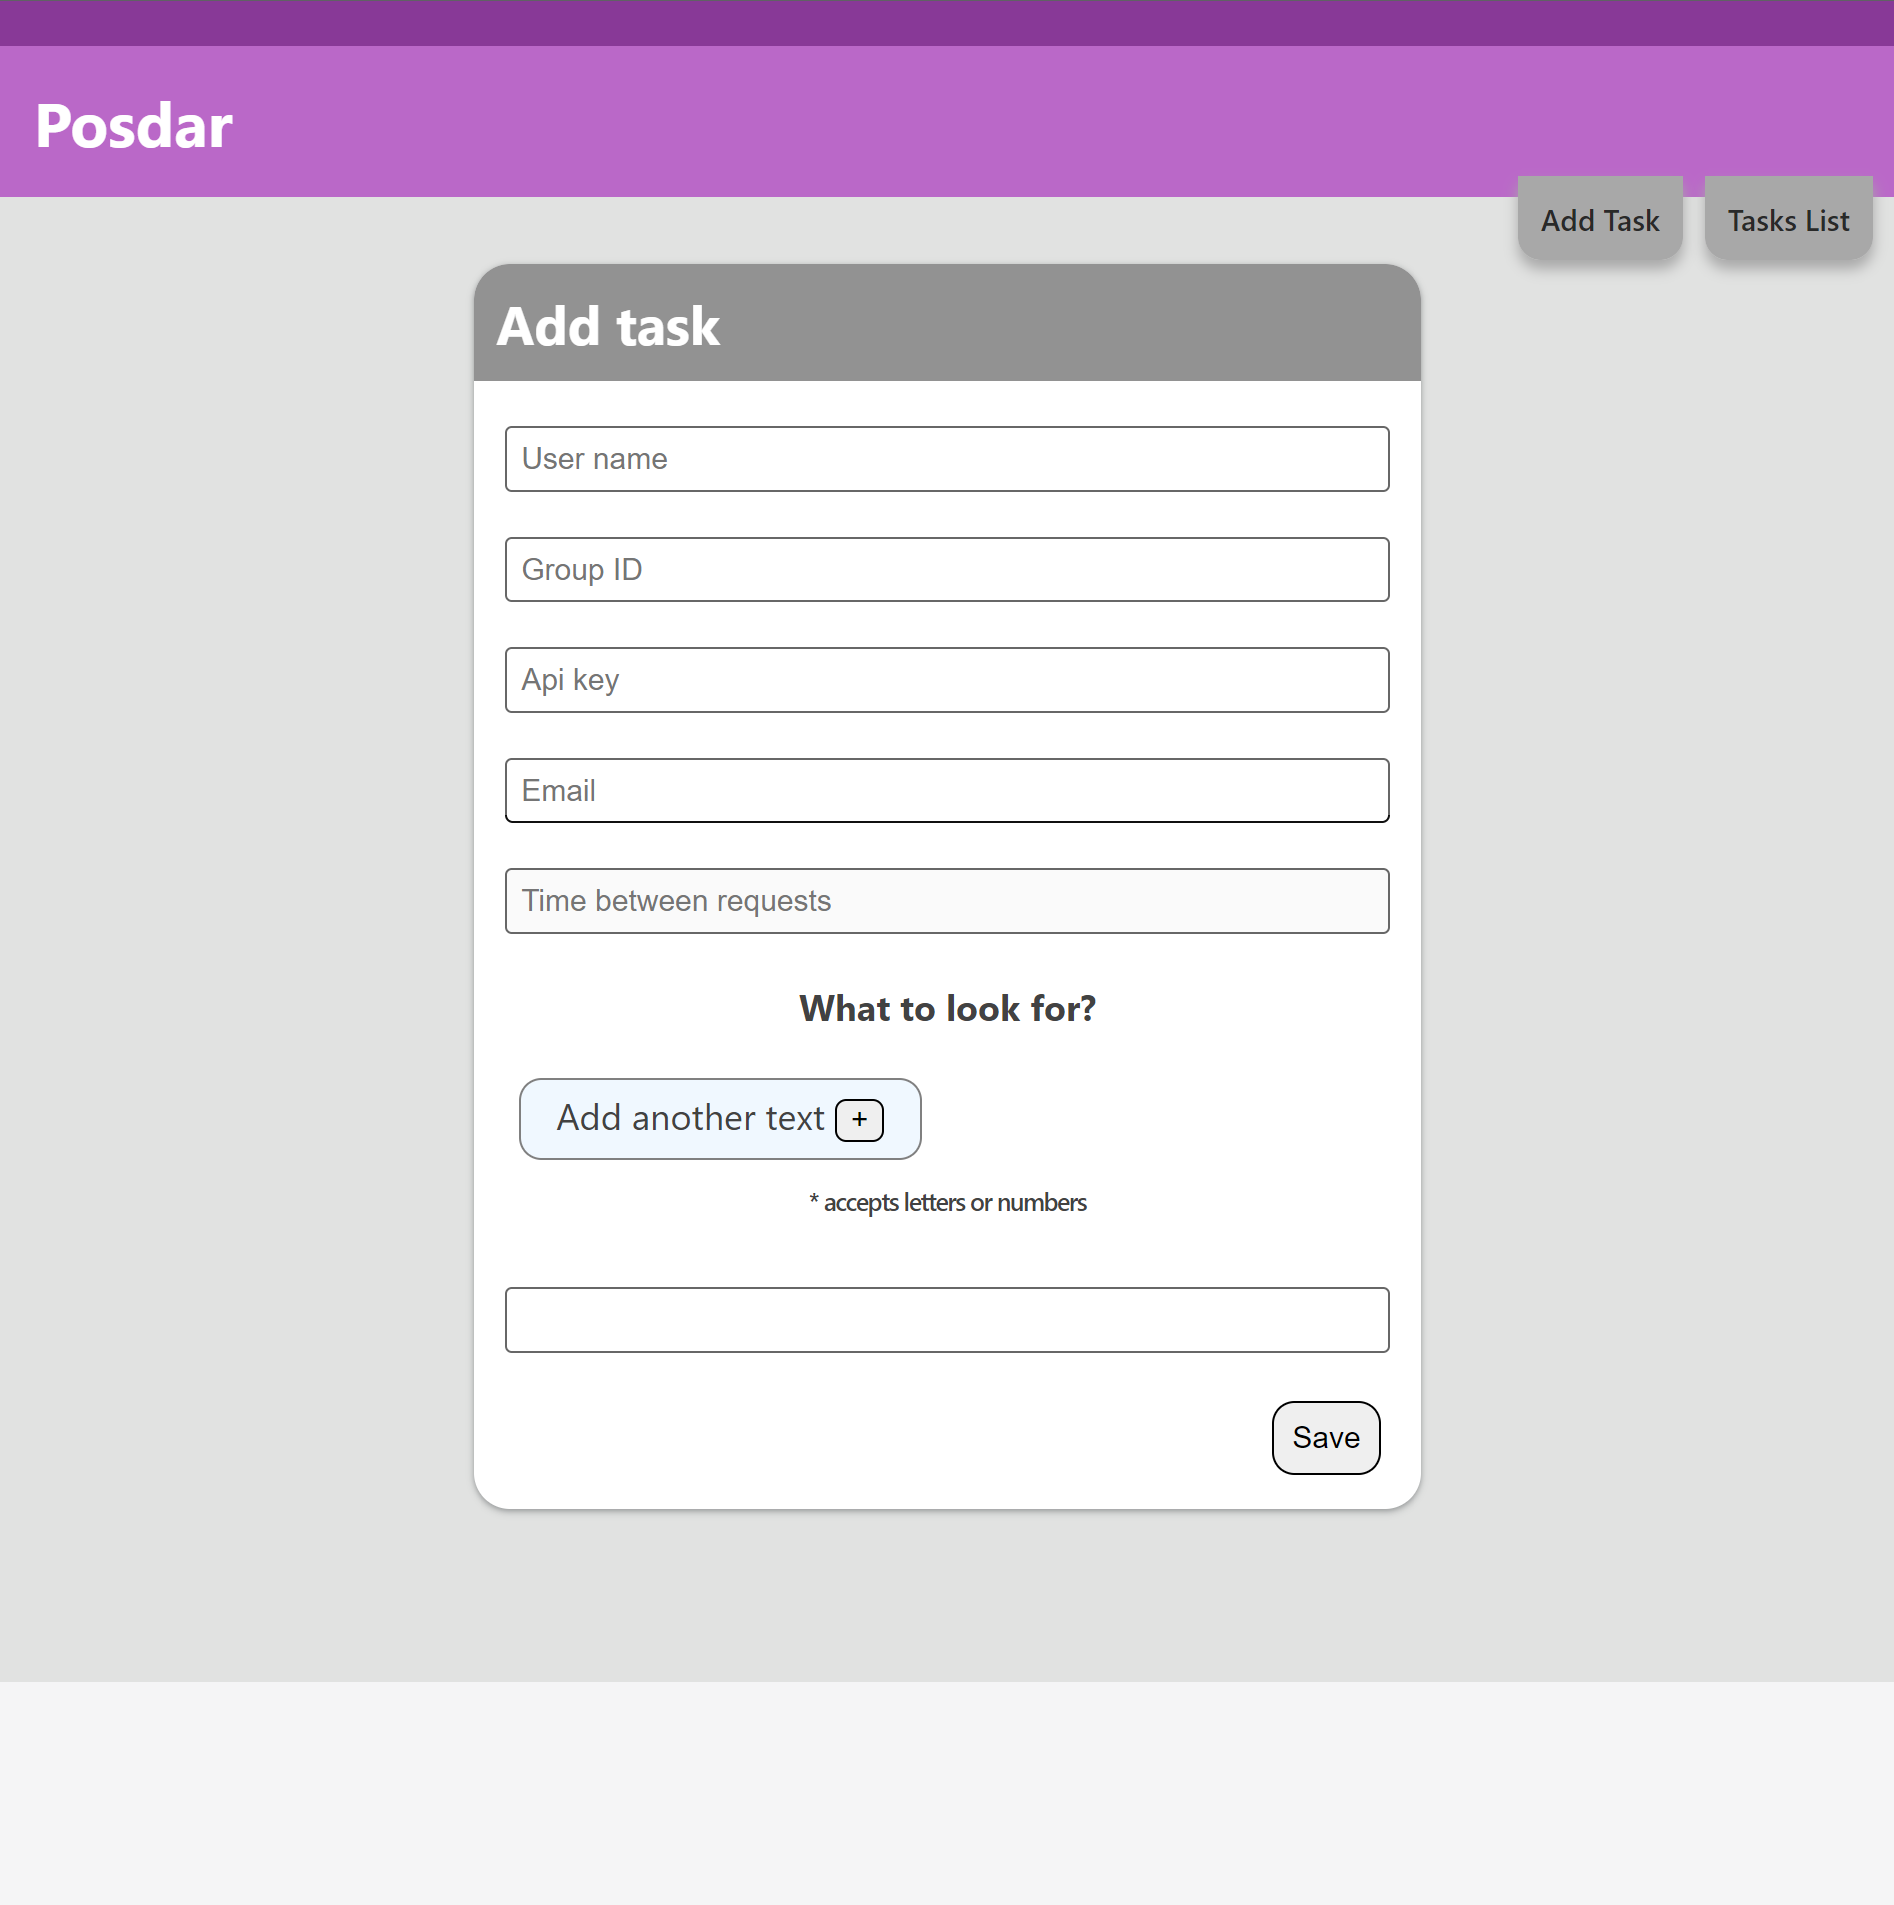 Posdar
Add Task
Tasks List
Add task
User name
Group ID
Api key
Email
Time between requests
What to look for?
Add another text +
* accepts letters or numbers
Save